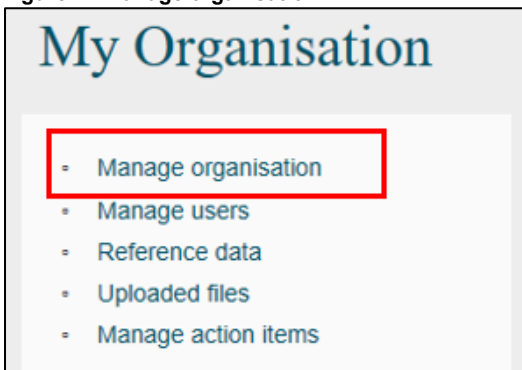 My Organisation
Manage organisation
Manage users
Reference data
Uploaded files
Manage action items